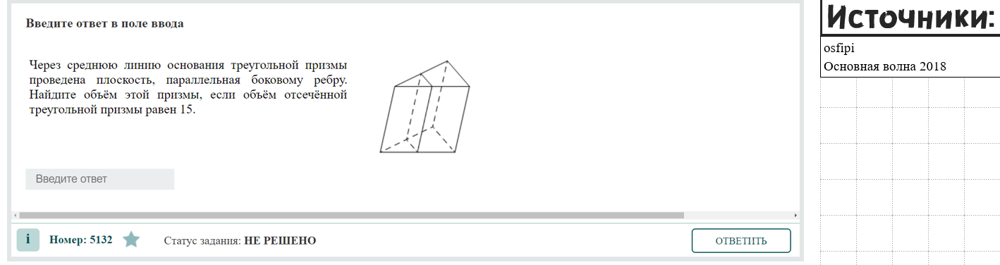 Введите ответ в поле ввода
Через среднюю линию основания треугольной призмы
проведена плоскость, параллельная боковому ребру.
Найдите объём этой призмы, если объём отсечённой
треугольной призмы равен 15.
Введите ответ
i Номер: 5132 Статус задания: НЕ РЕШЕНО ОТВЕТИТЬ
Источники:
osfipi
Основная волна 2018